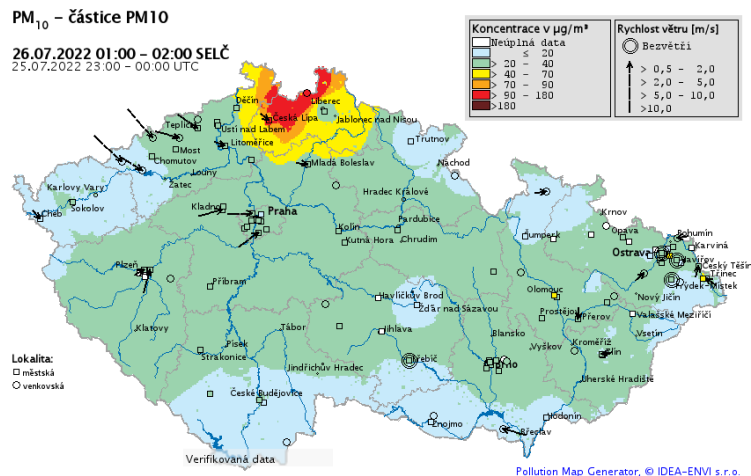 PM10 – částice PM10
26.07.2022 01:00 – 02:00 SELČ
25.07.2022 23:00 – 00:00 UTC
Koncentrace v µg/m³
Neúplná data
≤ 20
> 20 - 40
> 40 - 70
> 70 - 90
> 90 - 180
>180
Rychlost větru [m/s]
Bezvětří
> 0,5 - 2,0
> 2,0 - 5,0
> 5,0 - 10,0
>10,0
Děčín
Liberec
Teplice
Česká Lípa
Jablonec nad Nisou
Ústí nad Labem
Trutnov
Most
Litoměřice
Chomutov
Mladá Boleslav
Náchod
Louny
Karlovy Vary
Žatec
Hradec Králové
Sokolov
Kladno
Praha
Krnov
Cheb
Pardubice
Opava
Bohumín
Kolín
Šumperk
Karviná
Kutná Hora
Chrudim
Ostrava
Havířov
Plzeň
Český Těšín
Třinec
Příbram
Olomouc
Frýdek-Místek
Havlíčkův Brod
Nový Jičín
Žďár nad Sázavou
Prostějov
Přerov
Valašské Meziříčí
Klatovy
Tábor
Jihlava
Blansko
Vsetín
Písek
Vyškov
Kroměříž
Strakonice
Třebíč
Zlín
Jindřichův Hradec
Brno
Uherské Hradiště
České Budějovice
Znojmo
Hodonín
Břeclav
Lokalita:
městská
venkovská
Verifikovaná data
Pollution Map Generator, © IDEA-ENVI s.r.o.